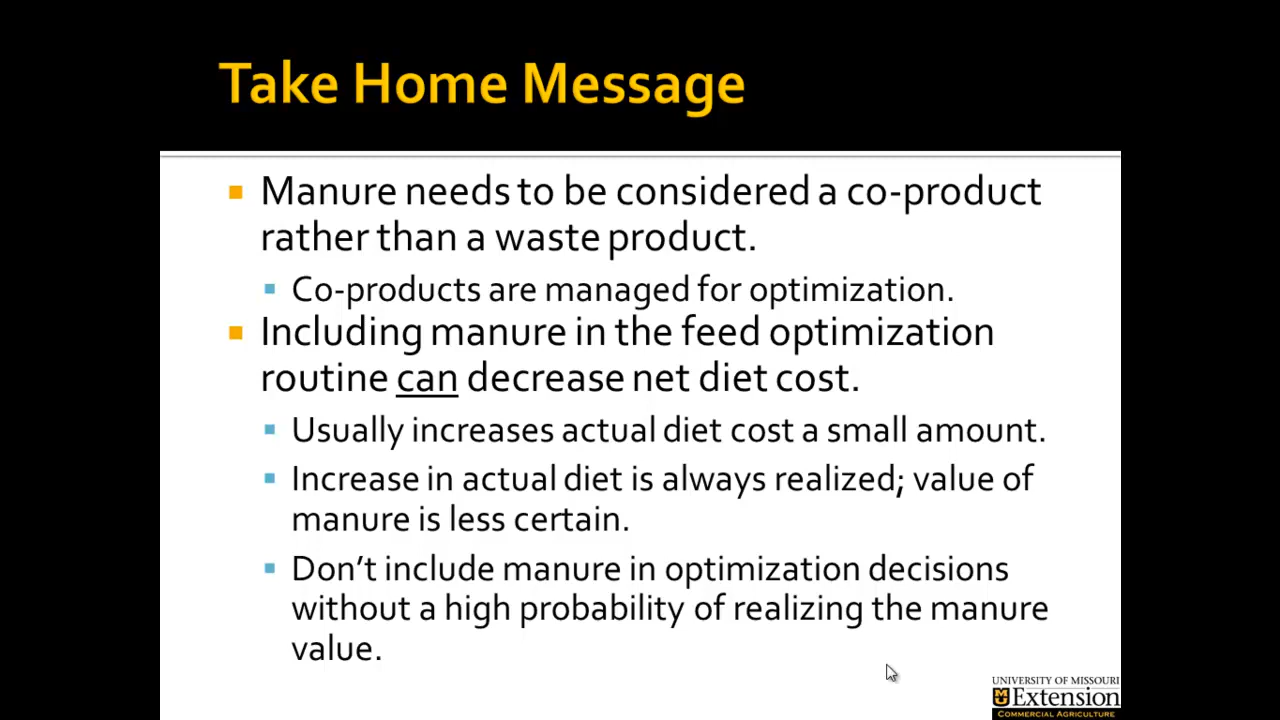 Take Home Message
Manure needs to be considered a co-product
rather than a waste product.
Co-products are managed for optimization.
Including manure in the feed optimization
routine can decrease net diet cost.
Usually increases actual diet cost a small amount.
Increase in actual diet is always realized; value of
manure is less certain.
Don't include manure in optimization decisions
without a high probability of realizing the manure
value.
UNIVERSITY OF MISSOURI
MU Extension
COMMERCIAL AGRICULTURE